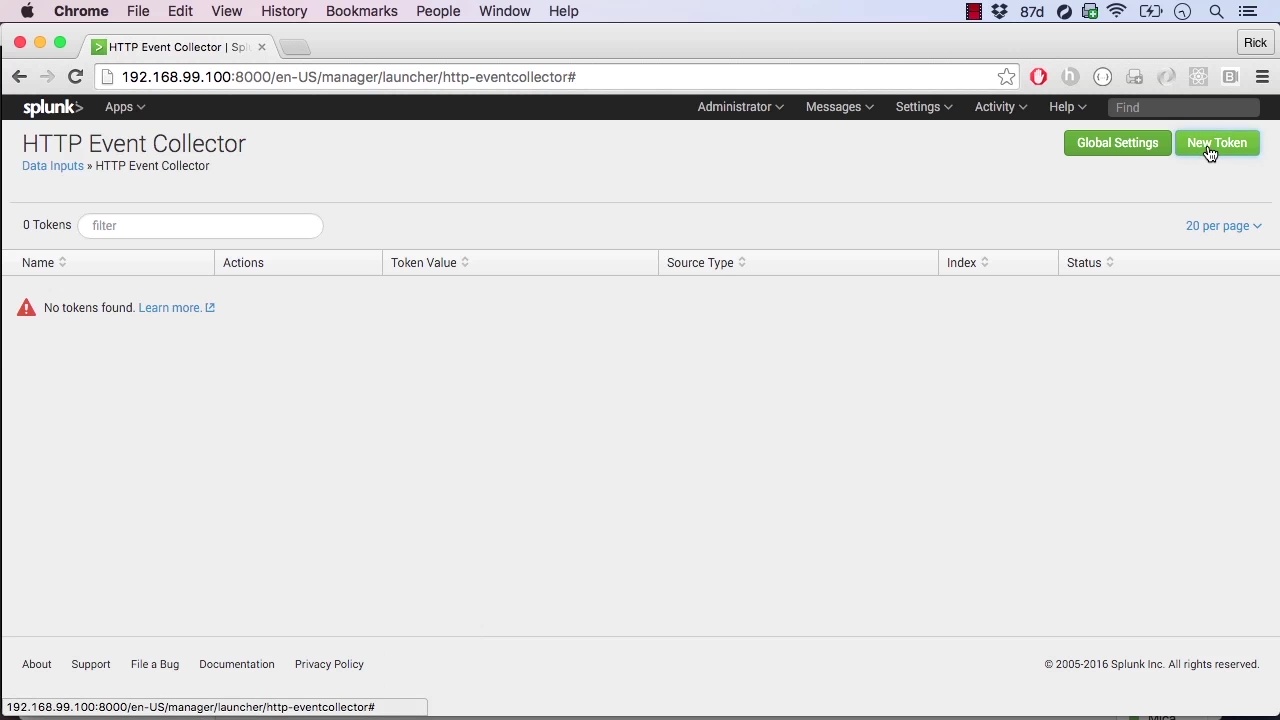 Chrome File Edit View History Bookmarks People Window Help 87d
HTTP Event Collector | Spl
Rick
192.168.99.100:8000/en-US/manager/launcher/http-eventcollector#
splunk> Apps Administrator Messages Settings Activity Help Find
HTTP Event Collector
Global Settings New Token
Data Inputs » HTTP Event Collector
0 Tokens filter 20 per page
Name Actions Token Value Source Type Index Status
No tokens found. Learn more.
About Support File a Bug Documentation Privacy Policy © 2005-2016 Splunk Inc. All rights reserved.
192.168.99.100:8000/en-US/manager/launcher/http-eventcollector#